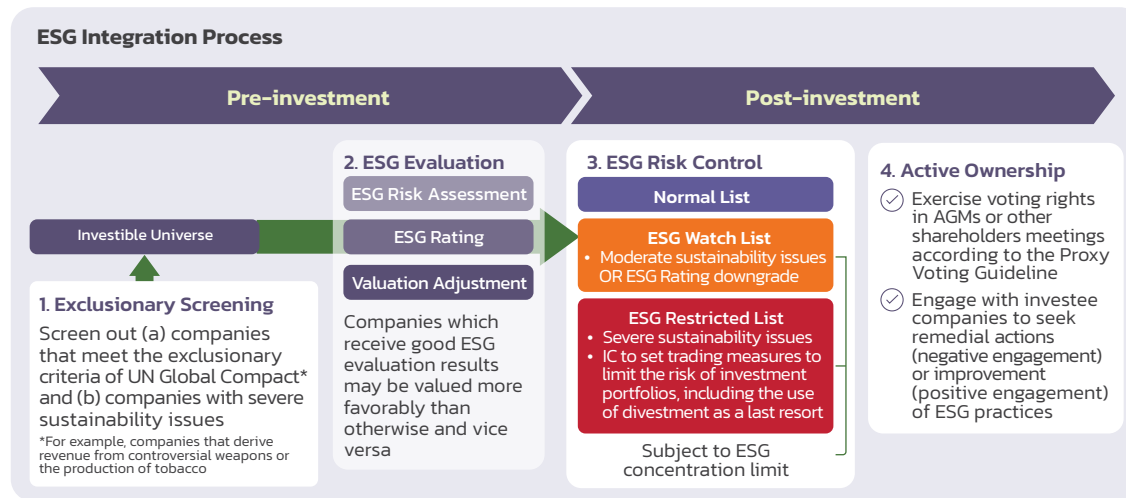 ESG Integration Process
Pre-investment
Post-investment
Investible Universe
1. Exclusionary Screening
Screen out (a) companies
that meet the exclusionary
criteria of UN Global Compact*
and (b) companies with severe
sustainability issues
*For example, companies that derive
revenue from controversial weapons or
the production of tobacco
2. ESG Evaluation
ESG Risk Assessment
ESG Rating
Valuation Adjustment
Companies which
receive good ESG
evaluation results
may be valued more
favorably than
otherwise and vice
versa
3. ESG Risk Control
Normal List
ESG Watch List
• Moderate sustainability issues
OR ESG Rating downgrade
ESG Restricted List
• Severe sustainability issues
• IC to set trading measures to
limit the risk of investment
portfolios, including the use
of divestment as a last resort
Subject to ESG
concentration limit
4. Active Ownership
Exercise voting rights
in AGMs or other
shareholders meetings
according to the Proxy
Voting Guideline
Engage with investee
companies to seek
remedial actions
(negative engagement)
or improvement
(positive engagement)
of ESG practices